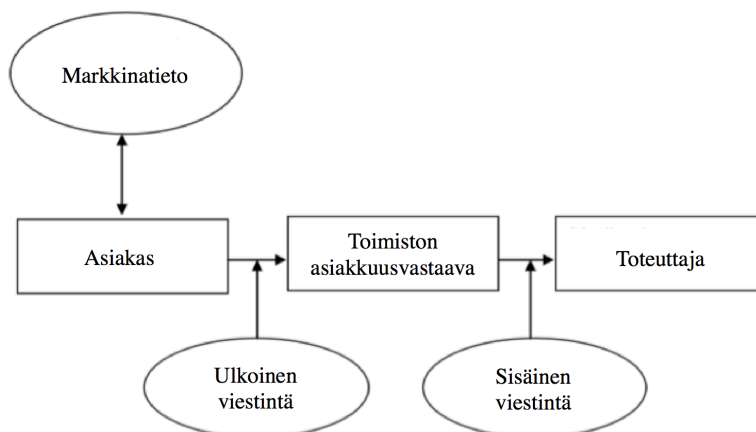 Markkinatieto
Asiakas
Toimiston
asiakkuusvastaava
Toteuttaja
Ulkoinen
viestintä
Sisäinen
viestintä